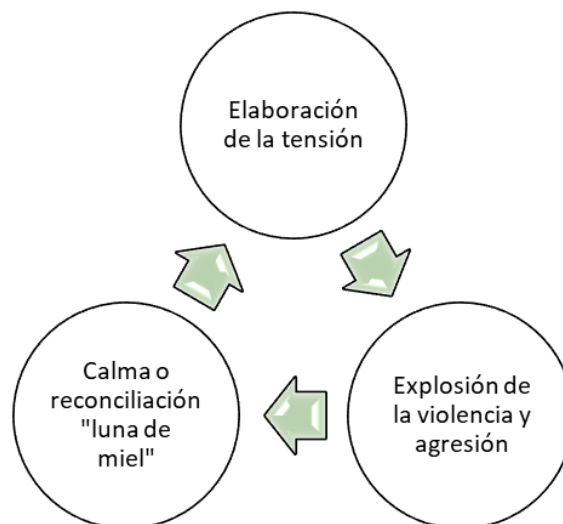 Elaboración
de la tensión
Explosión de
la violencia y
agresión
Calma o
reconciliación
"luna de
miel"